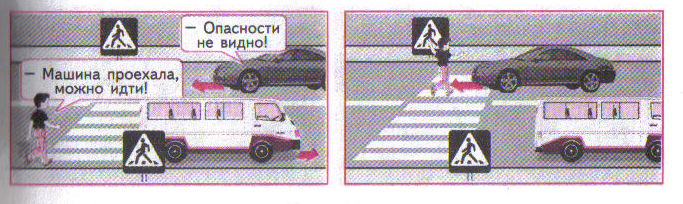 – Опасности
не видно!
– Машина проехала,
можно идти!